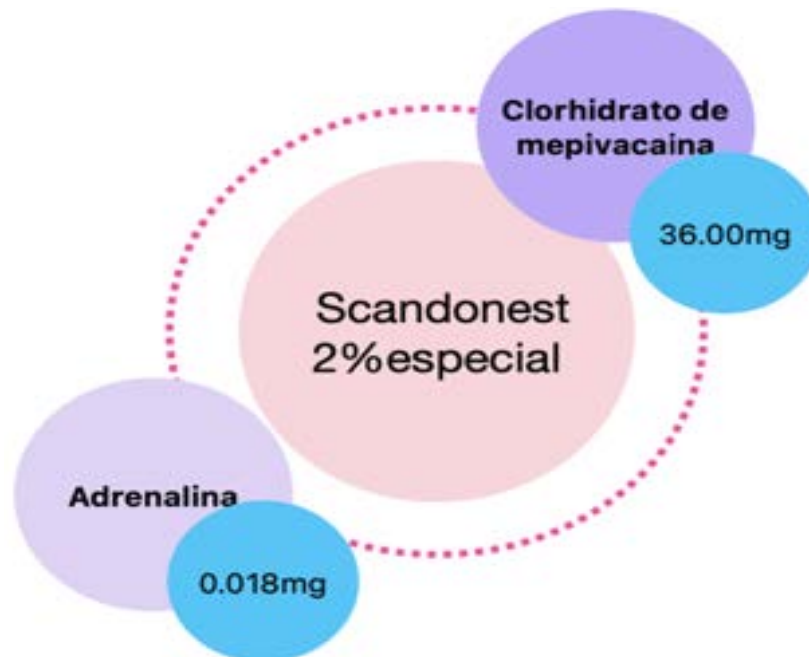 Clorhidrato de
mepivacaina
36.00mg
Scandonest
2%especial
Adrenalina
0.018mg